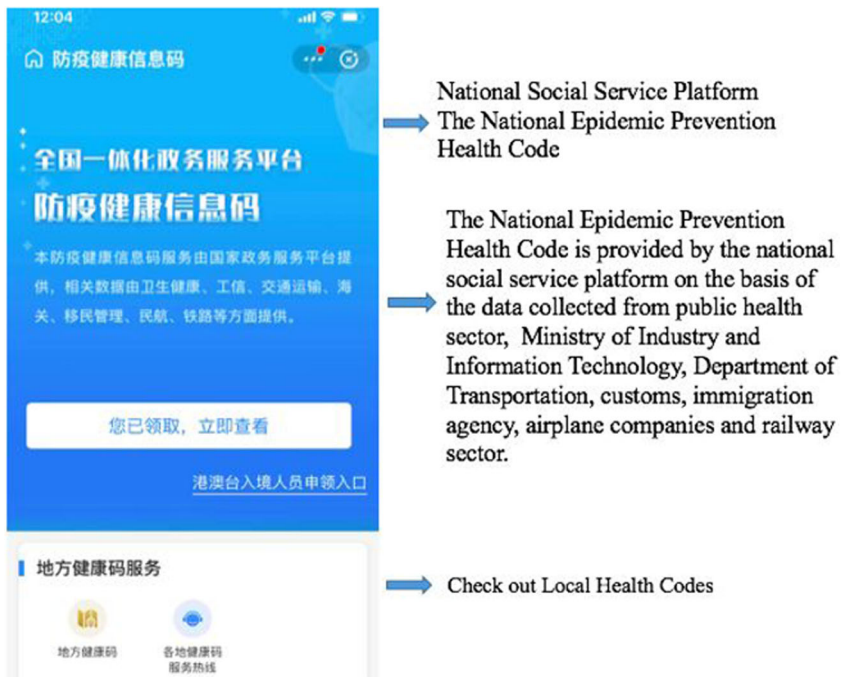 12:04
防疫健康信息码
全国一体化政务服务平台
防疫健康信息码
本防疫健康信息码服务由国家政务服务平台提
供，相关数据由卫生健康、工信、交通运输、海
关、移民管理、民航、铁路等方面提供。
您已领取，立即查看
港澳台入境人员申领入口
地方健康码服务
地方健康码
各地健康码
服务热线
National Social Service Platform
The National Epidemic Prevention
Health Code
The National Epidemic Prevention
Health Code is provided by the national
social service platform on the basis of
the data collected from public health
sector, Ministry of Industry and
Information Technology, Department of
Transportation, customs, immigration
agency, airplane companies and railway
sector.
Check out Local Health Codes